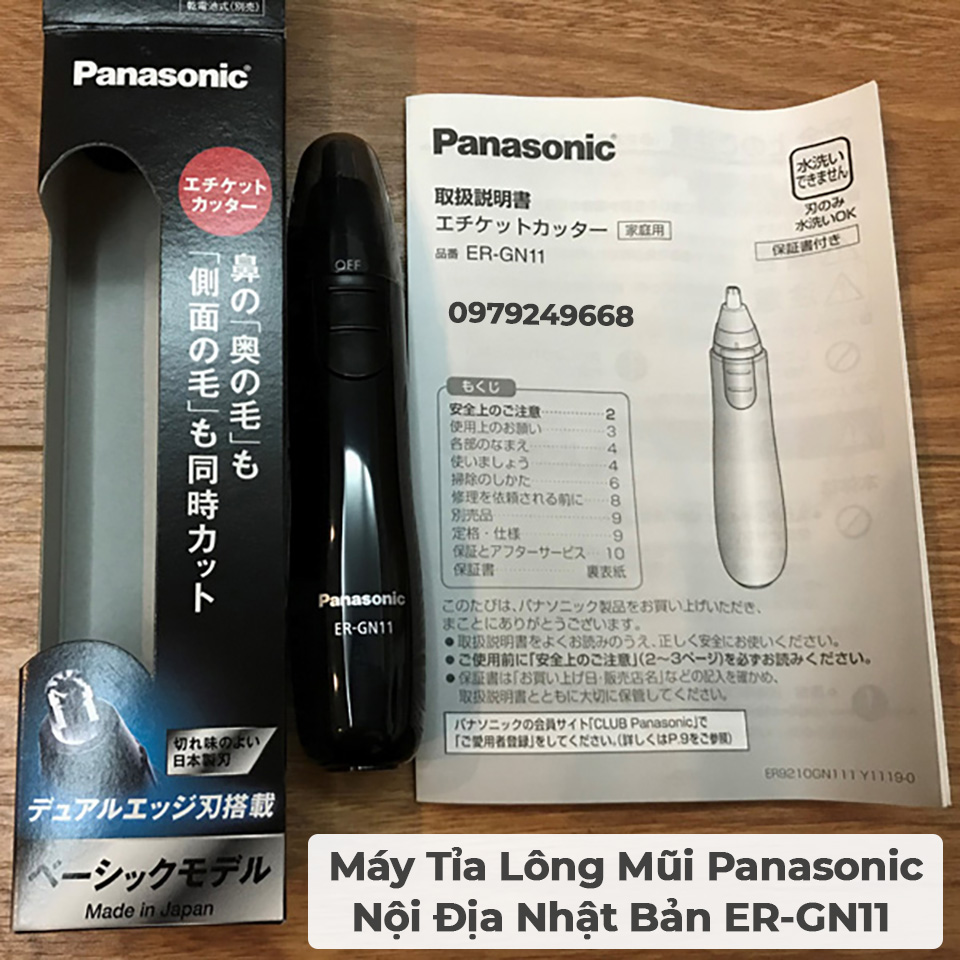 乾電池式(別売)
Panasonic
エチケット
カッター
鼻の「奥の毛」も
「側面の毛」も同時カット
切れ味のよい
日本製刃
デュアルエッジ刃搭載
ベーシックモデル
Made in Japan
OFF
Panasonic
ER-GN11
Panasonic
取扱説明書
エチケットカッター 家庭用
品番 ER-GN11
水洗い
できません
刃のみ
水洗いOK
保証書付き
0979249668
もくじ
安全上のご注意 2
使用上のお願い 3
各部のなまえ 4
使いましょう 4
掃除のしかた 6
修理を依頼される前に 8
別売品 9
定格・仕様 9
保証とアフターサービス 10
保証書 裏表紙
このたびは、パナソニック製品をお買い上げいただき、
まことにありがとうございます。
●取扱説明書をよくお読みのうえ、正しく安全にお使いください。
●ご使用前に「安全上のご注意」(2〜3ページ)を必ずお読みください。
●保証書は「お買い上げ日・販売店名」などの記入を確かめ、
取扱説明書とともに大切に保管してください。
パナソニックの会員サイト「CLUB Panasonic」で
「ご愛用者登録」をしてください。(詳しくはP.9をご参照)
ER9210GN111 Y1119-0
Máy Tỉa Lông Mũi Panasonic
Nội Địa Nhật Bản ER-GN11